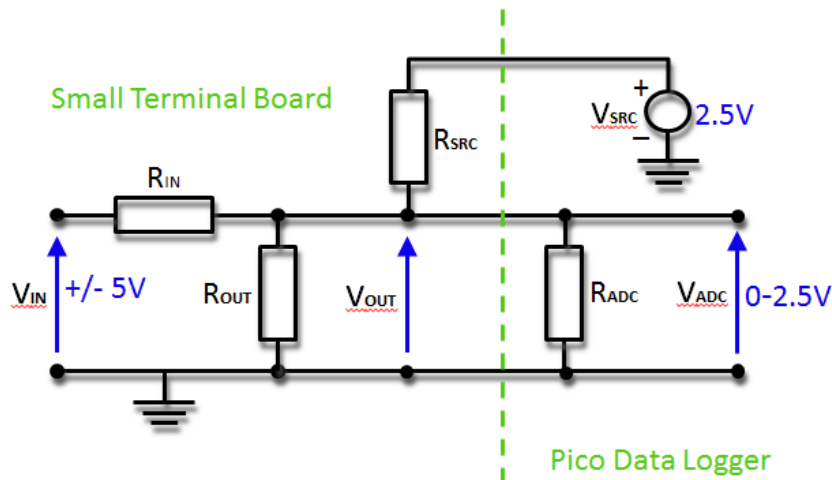 Small Terminal Board
+
VSRC
2.5V
−
RSRC
RIN
VIN
+/- 5V
ROUT
VOUT
RADC
VADC
0-2.5V
Pico Data Logger